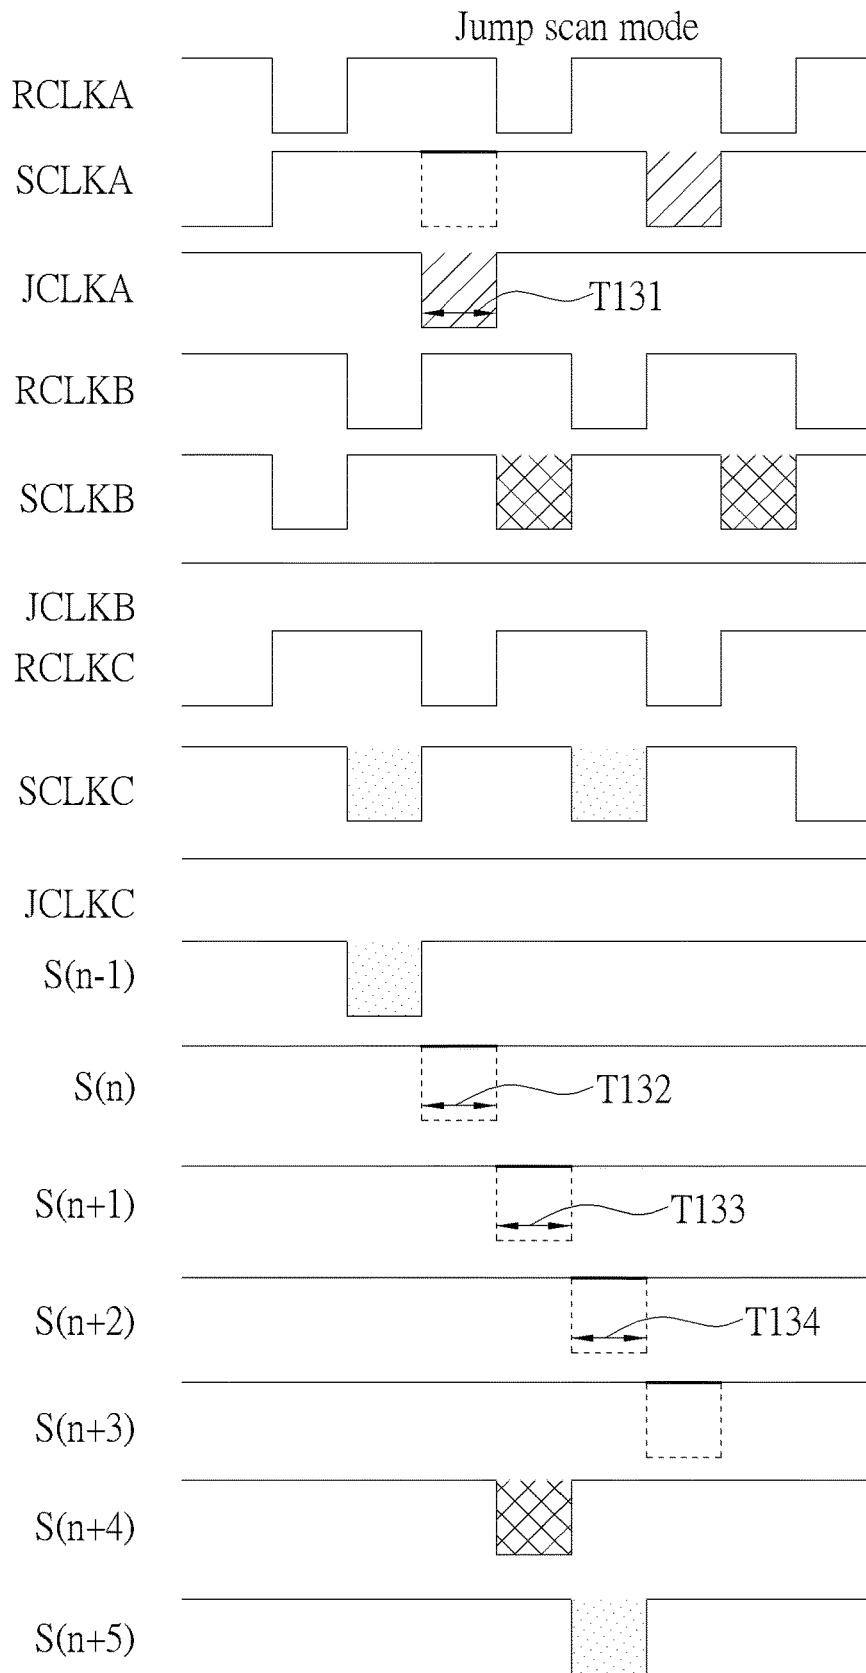 Jump scan mode
RCLKA
SCLKA
JCLKA
T131
RCLKB
SCLKB
JCLKB
RCLKC
SCLKC
JCLKC
S(n-1)
S(n)
T132
S(n+1)
T133
S(n+2)
T134
S(n+3)
S(n+4)
S(n+5)